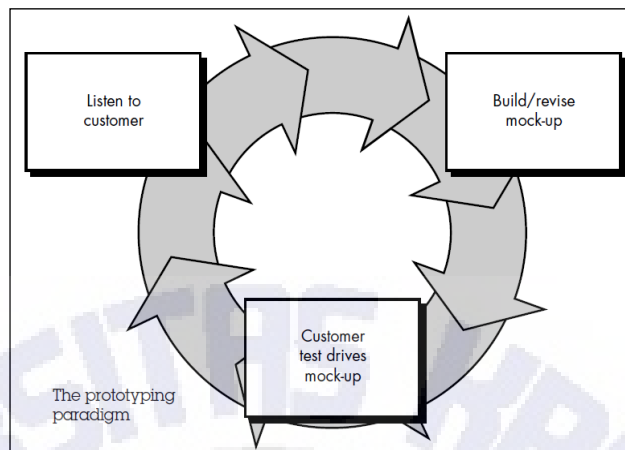 Listen to
customer
Build/revise
mock-up
Customer
test drives
mock-up
The prototyping
paradigm